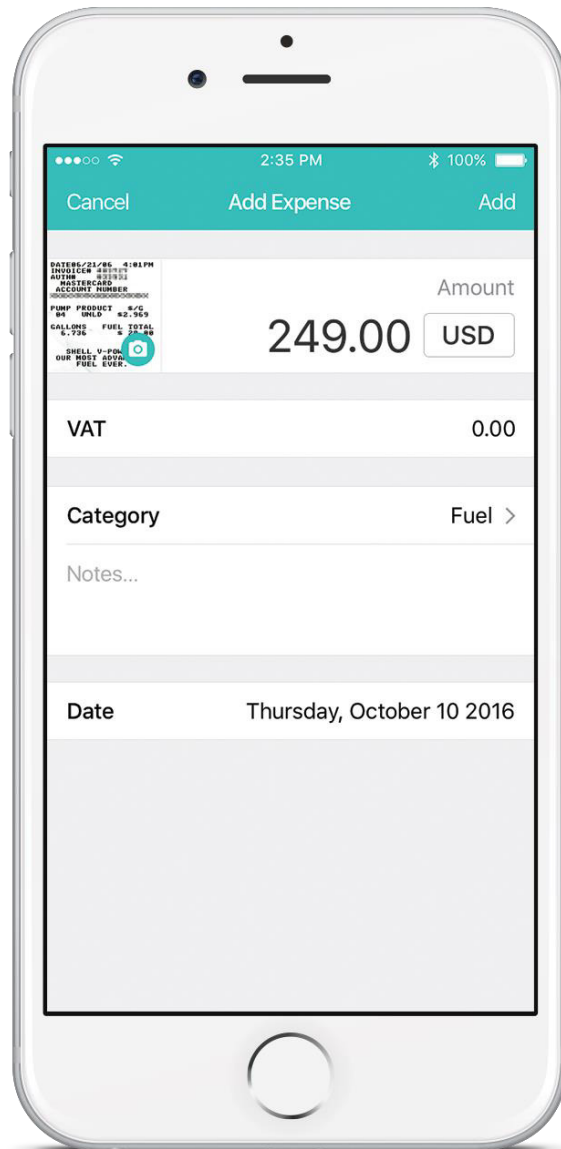 2:35 PM
100%
Cancel
Add Expense
Add
DATE06/21/06 4:01PM
INVOICE#
AUTH#
MASTERCARD
ACCOUNT NUMBER
PUMP PRODUCT $/G
04 UNLD $2.969
GALLONS FUEL TOTAL
6.736 $ 20.00
SHELL
OUR MOST
FUEL EVER.
Amount
249.00 USD
VAT
0.00
Category
Fuel >
Notes...
Date
Thursday, October 10 2016